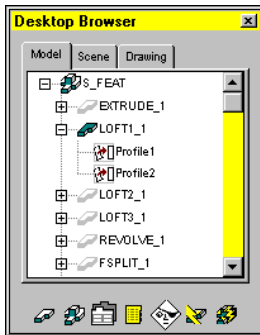 Desktop Browser
Model Scene Drawing
S_FEAT
EXTRUDE_1
LOFT1_1
Profile1
Profile2
LOFT2_1
LOFT3_1
REVOLVE_1
FSPLIT_1